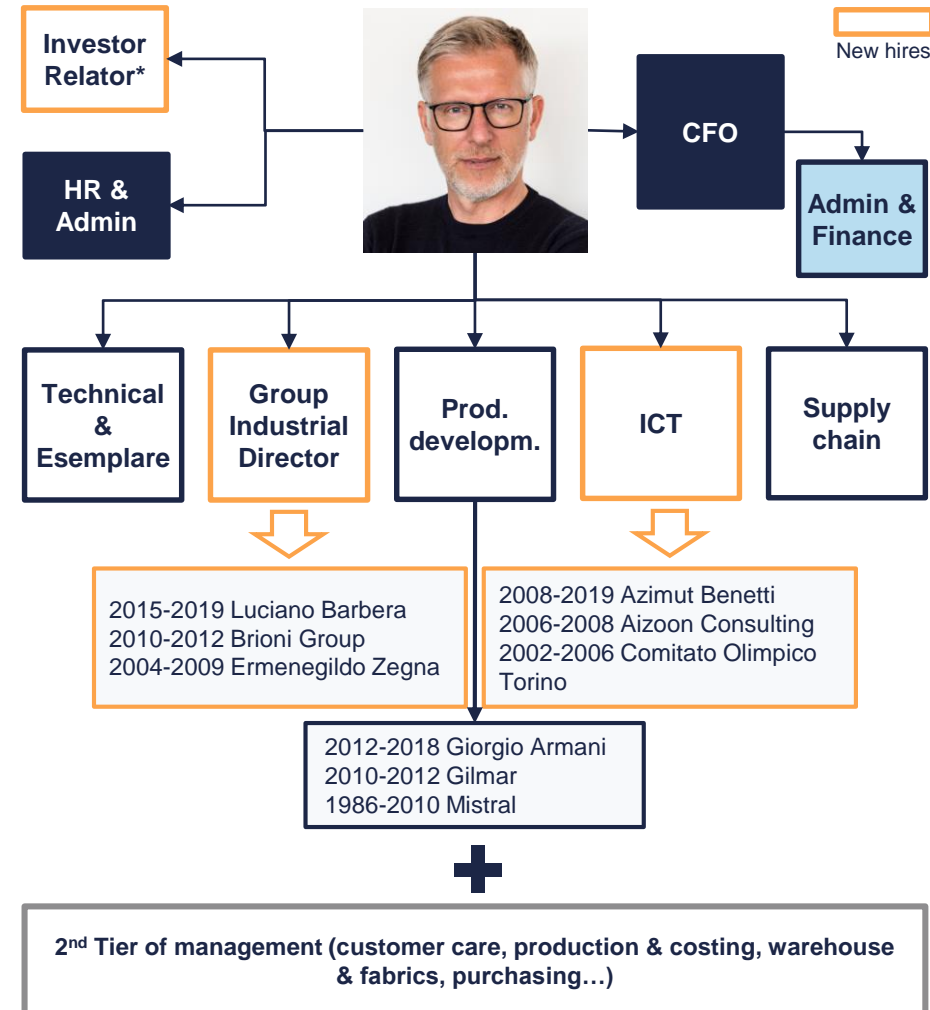 Investor
Relator*
New hires
CFO
HR &
Admin
Admin &
Finance
Technical
&
Esemplare
Group
Industrial
Director
Prod.
developm.
ICT
Supply
chain
2015-2019 Luciano Barbera
2010-2012 Brioni Group
2004-2009 Ermenegildo Zegna
2008-2019 Azimut Benetti
2006-2008 Aizoon Consulting
2002-2006 Comitato Olimpico
Torino
2012-2018 Giorgio Armani
2010-2012 Gilmar
1986-2010 Mistral
2nd Tier of management (customer care, production & costing, warehouse
& fabrics, purchasing…)